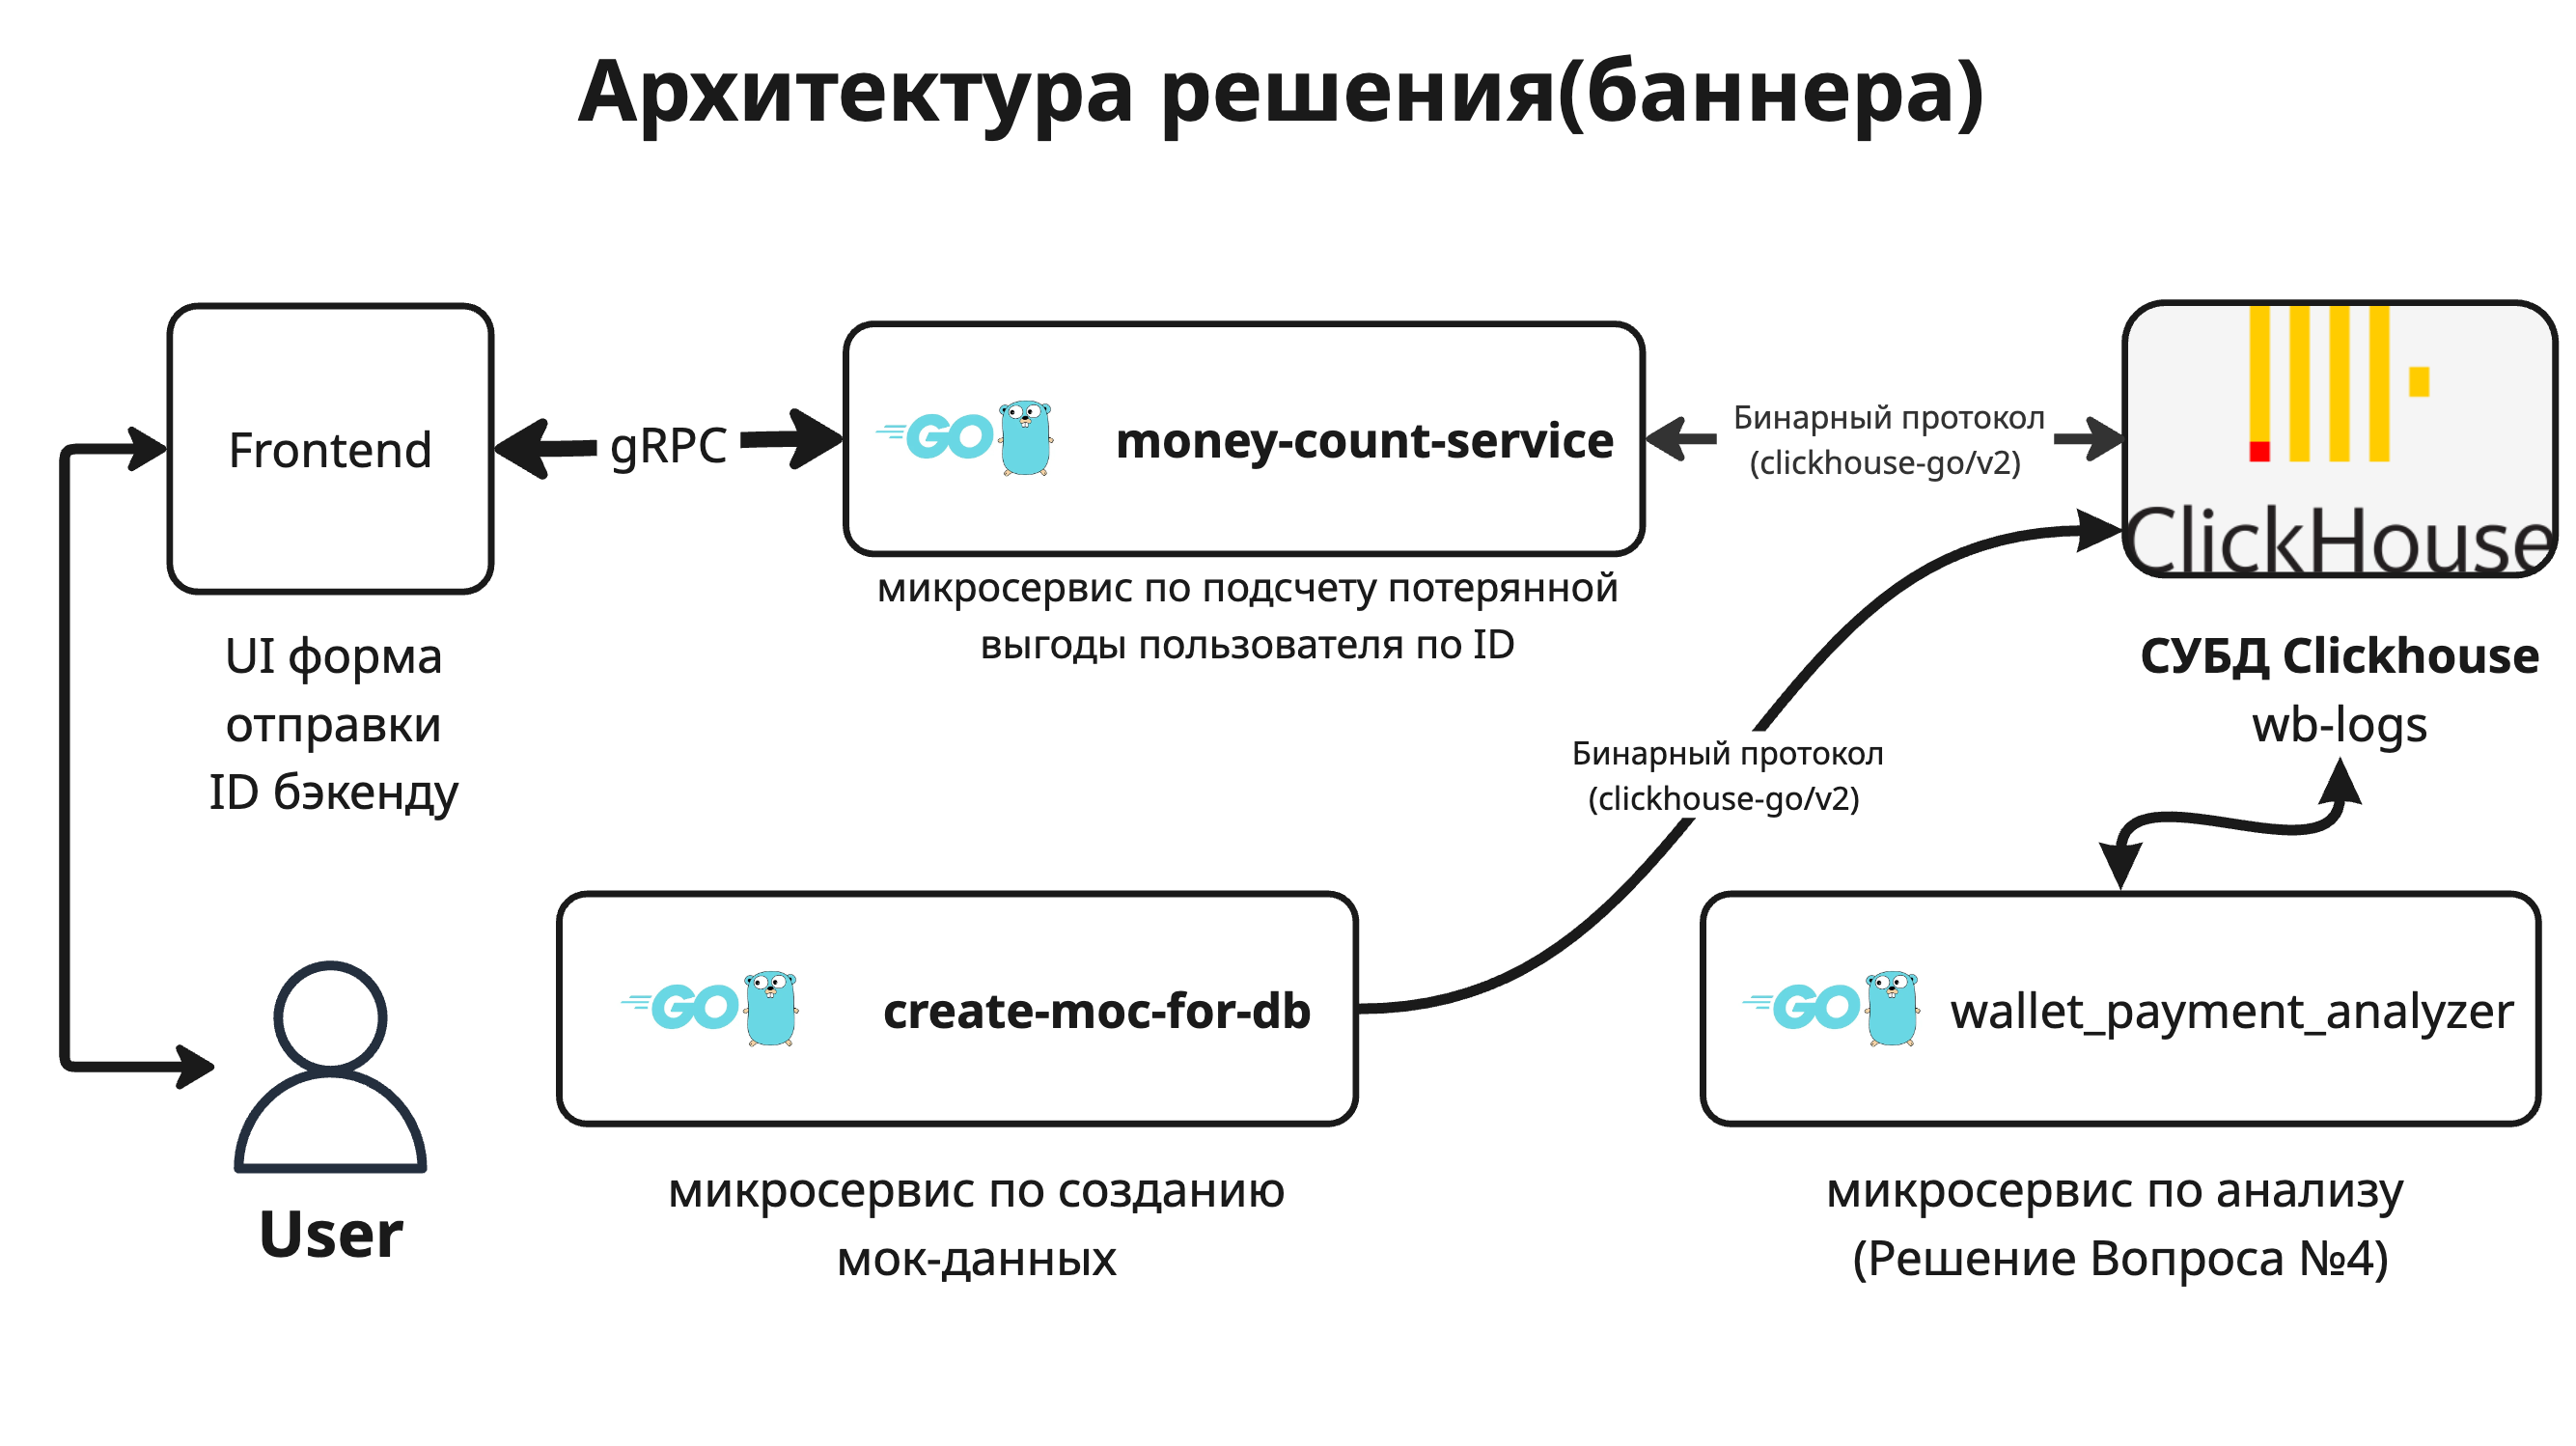 Архитектура решения(баннера)
Frontend
gRPC
GO
money-count-service
Бинарный протокол
(clickhouse-go/v2)
ClickHouse
микросервис по подсчету потерянной
выгоды пользователя по ID
UI форма
отправки
ID бэкенду
СУБД Clickhouse
wb-logs
Бинарный протокол
(clickhouse-go/v2)
GO
create-moc-for-db
GO
wallet_payment_analyzer
User
микросервис по созданию
мок-данных
микросервис по анализу
(Решение Вопроса №4)